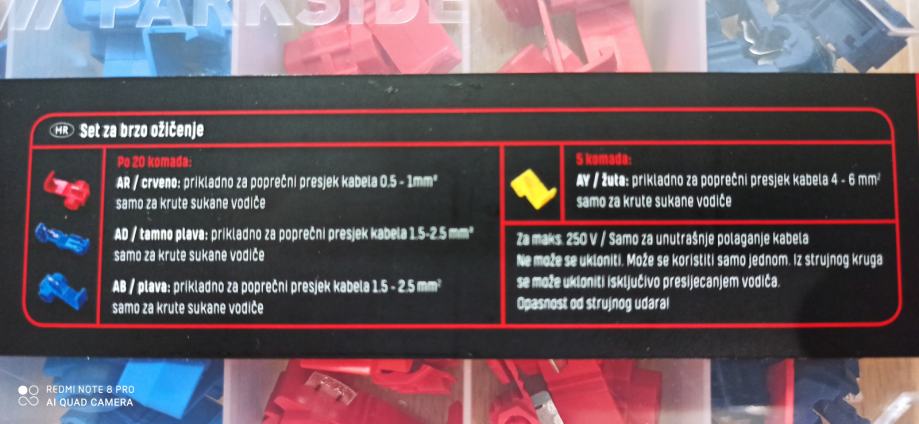 PARKSIDE
HR Set za brzo ožičenje
Po 20 komada:
AR / crveno: prikladno za poprečni presjek kabela 0.5 - 1mm²
samo za krute sukane vodiče
AD / tamno plava: prikladno za poprečni presjek kabela 1.5-2.5 mm²
samo za krute sukane vodiče
AB / plava: prikladno za poprečni presjek kabela 1.5 - 2.5 mm²
samo za krute sukane vodiče
5 komada:
AY / žuta: prikladno za poprečni presjek kabela 4 - 6 mm²
samo za krute sukane vodiče
Za maks. 250 V / Samo za unutrašnje polaganje kabela
Ne može se ukloniti. Može se koristiti samo jednom. Iz strujnog kruga
se može ukloniti isključivo presijecanjem vodiča.
Opasnost od strujnog udara!
REDMI NOTE 8 PRO
AI QUAD CAMERA